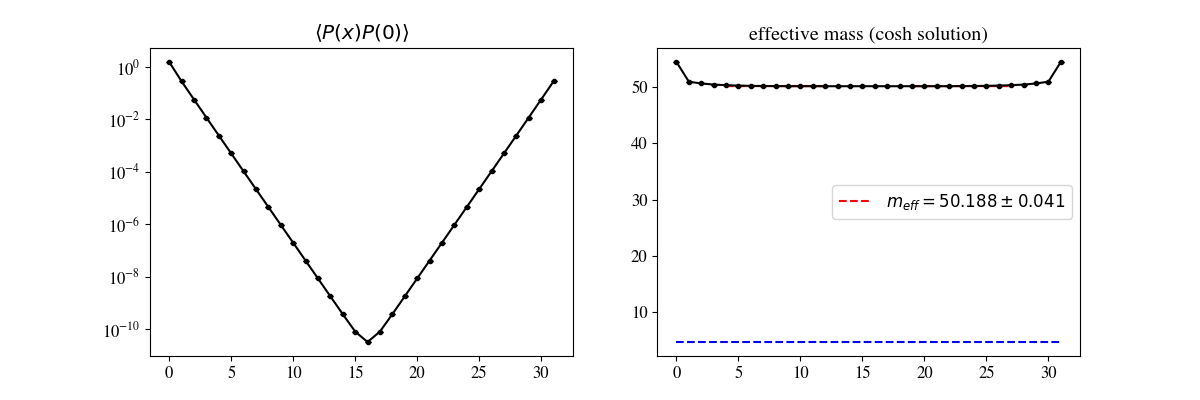 ⟨P(x)P(0)⟩
10⁰
10⁻²
10⁻⁴
10⁻⁶
10⁻⁸
10⁻¹⁰
0 5 10 15 20 25 30
effective mass (cosh solution)
50
40
30
20
10
m_eff = 50.188 ± 0.041
0 5 10 15 20 25 30